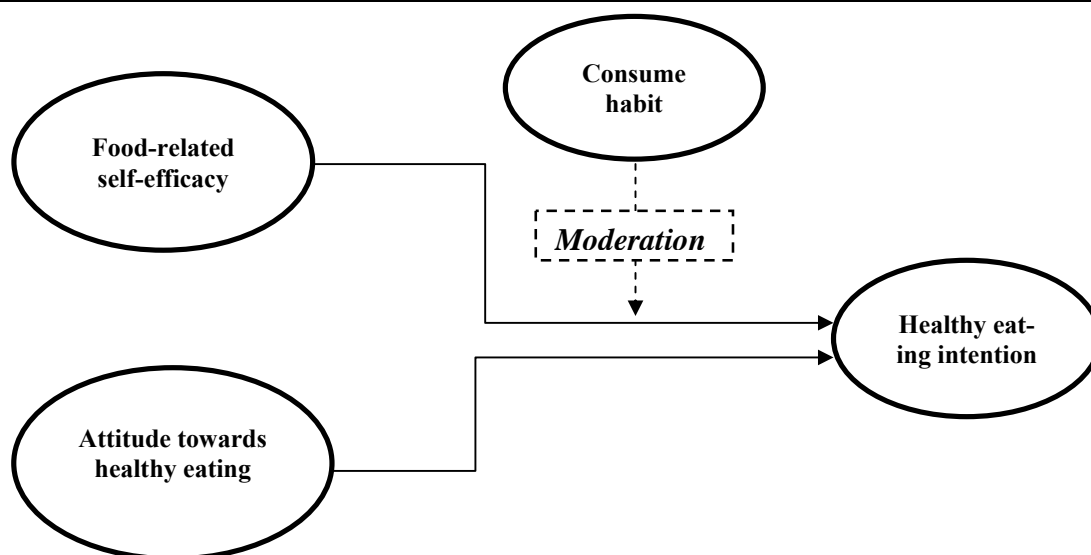 Consume
habit
Food-related
self-efficacy
Moderation
Healthy eat-
ing intention
Attitude towards
healthy eating